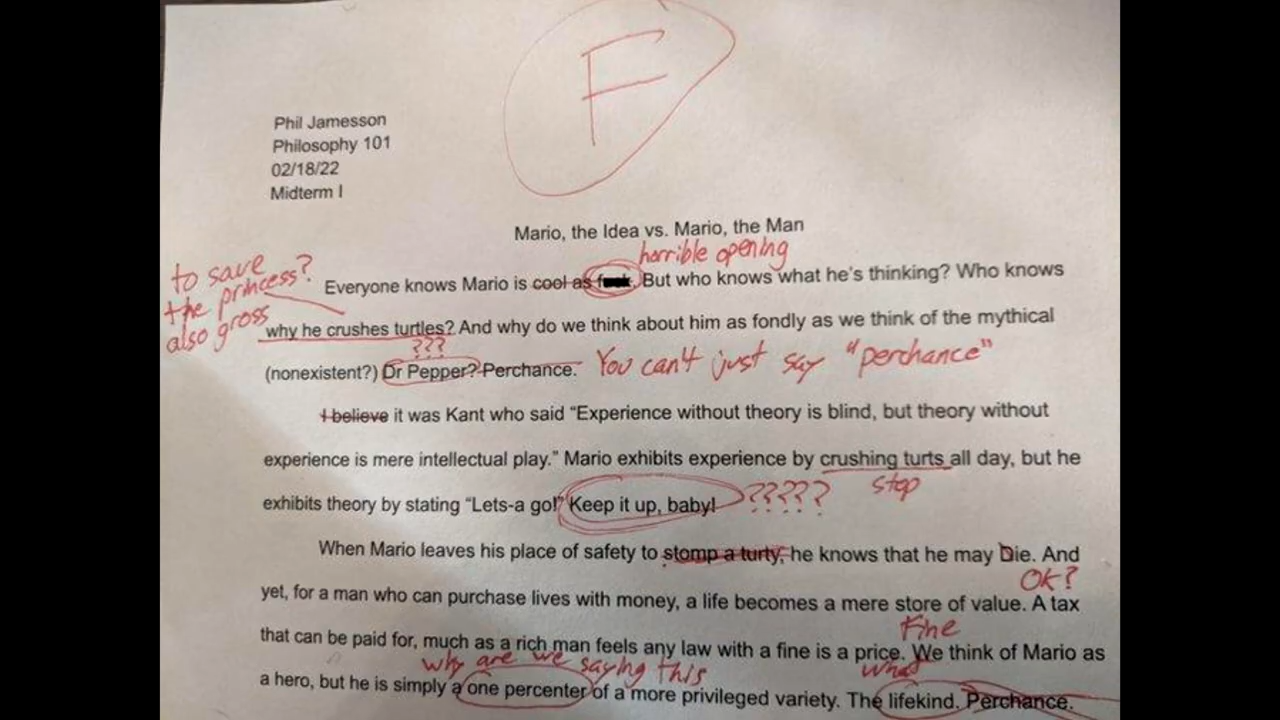 F
Phil Jamesson
Philosophy 101
02/18/22
Midterm I
Mario, the Idea vs. Mario, the Man
horrible opening
to save
the princess?
also gross
Everyone knows Mario is cool as f. But who knows what he's thinking? Who knows
why he crushes turtles? And why do we think about him as fondly as we think of the mythical
???
(nonexistent?) Dr Pepper? Perchance. You can't just say "perchance"
I believe it was Kant who said “Experience without theory is blind, but theory without
experience is mere intellectual play.” Mario exhibits experience by crushing turts all day, but he
stop
exhibits theory by stating “Lets-a go!” Keep it up, baby! ?????
When Mario leaves his place of safety to stomp a turty, he knows that he may Die. And
OK?
yet, for a man who can purchase lives with money, a life becomes a mere store of value. A tax
Fine
that can be paid for, much as a rich man feels any law with a fine is a price. We think of Mario as
why are we saying this
what
a hero, but he is simply a one percenter of a more privileged variety. The lifekind. Perchance.